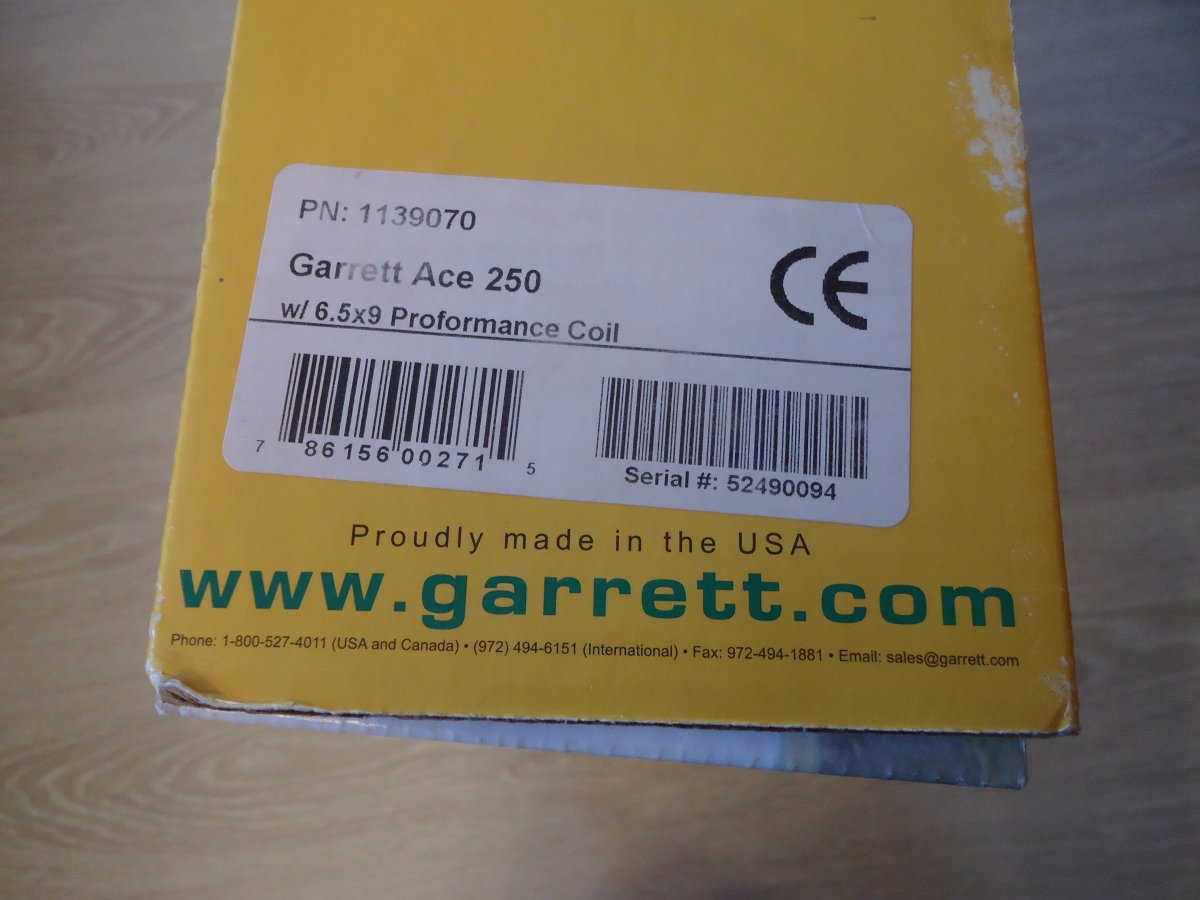 PN: 1139070
Garrett Ace 250
w/ 6.5x9 Proformance Coil
CE
7 86156 00271 5
Serial #: 52490094
Proudly made in the USA
www.garrett.com
Phone: 1-800-527-4011 (USA and Canada) • (972) 494-6151 (International) • Fax: 972-494-1881 • Email: sales@garrett.com